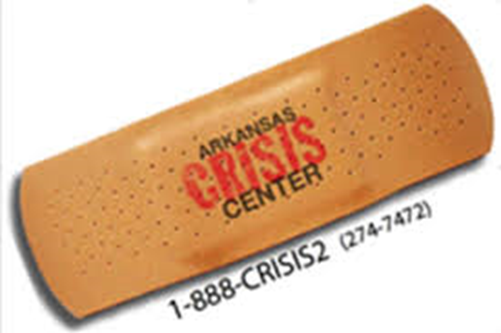 ARKANSAS
CRISIS
CENTER
1-888-CRISIS2 (274-7472)